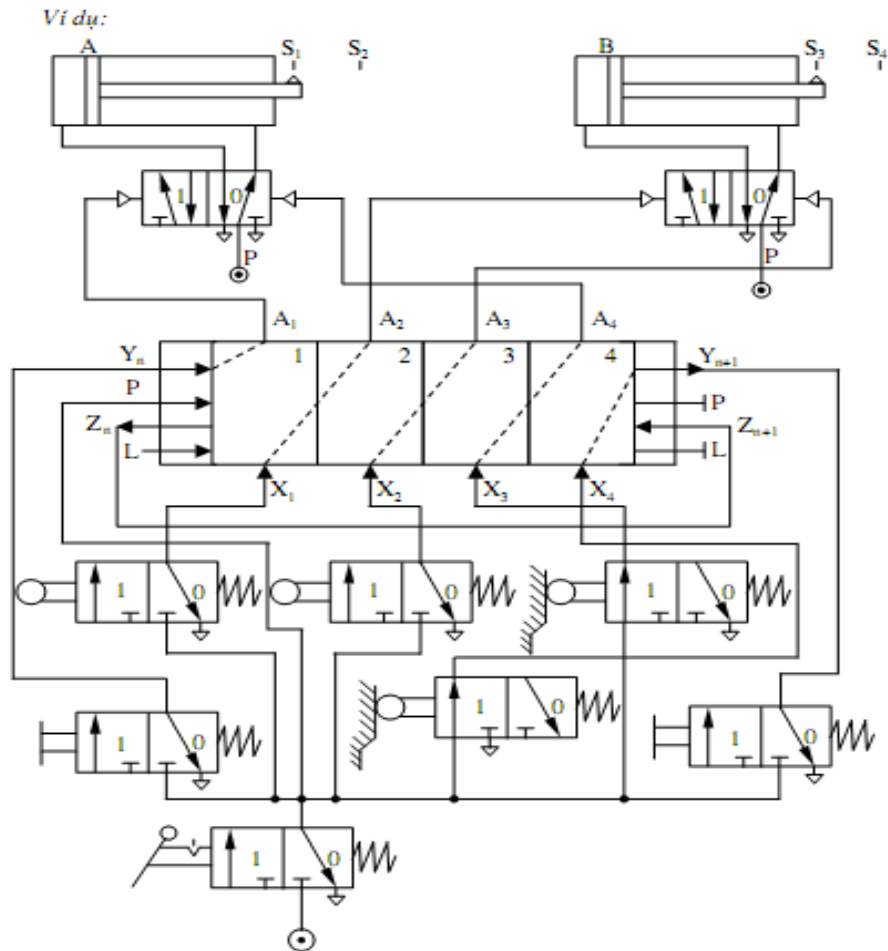 Ví dụ:
A S₁ S₂ B S₃ S₄
1 0 1 0
P P
A₁ A₂ A₃ A₄
1 2 3 4
Yₙ Yₙ₊₁
P P
Zₙ Zₙ₊₁
L L
X₁ X₂ X₃ X₄
1 0 1 0 1 0
1 0
1 0 1 0
1 0